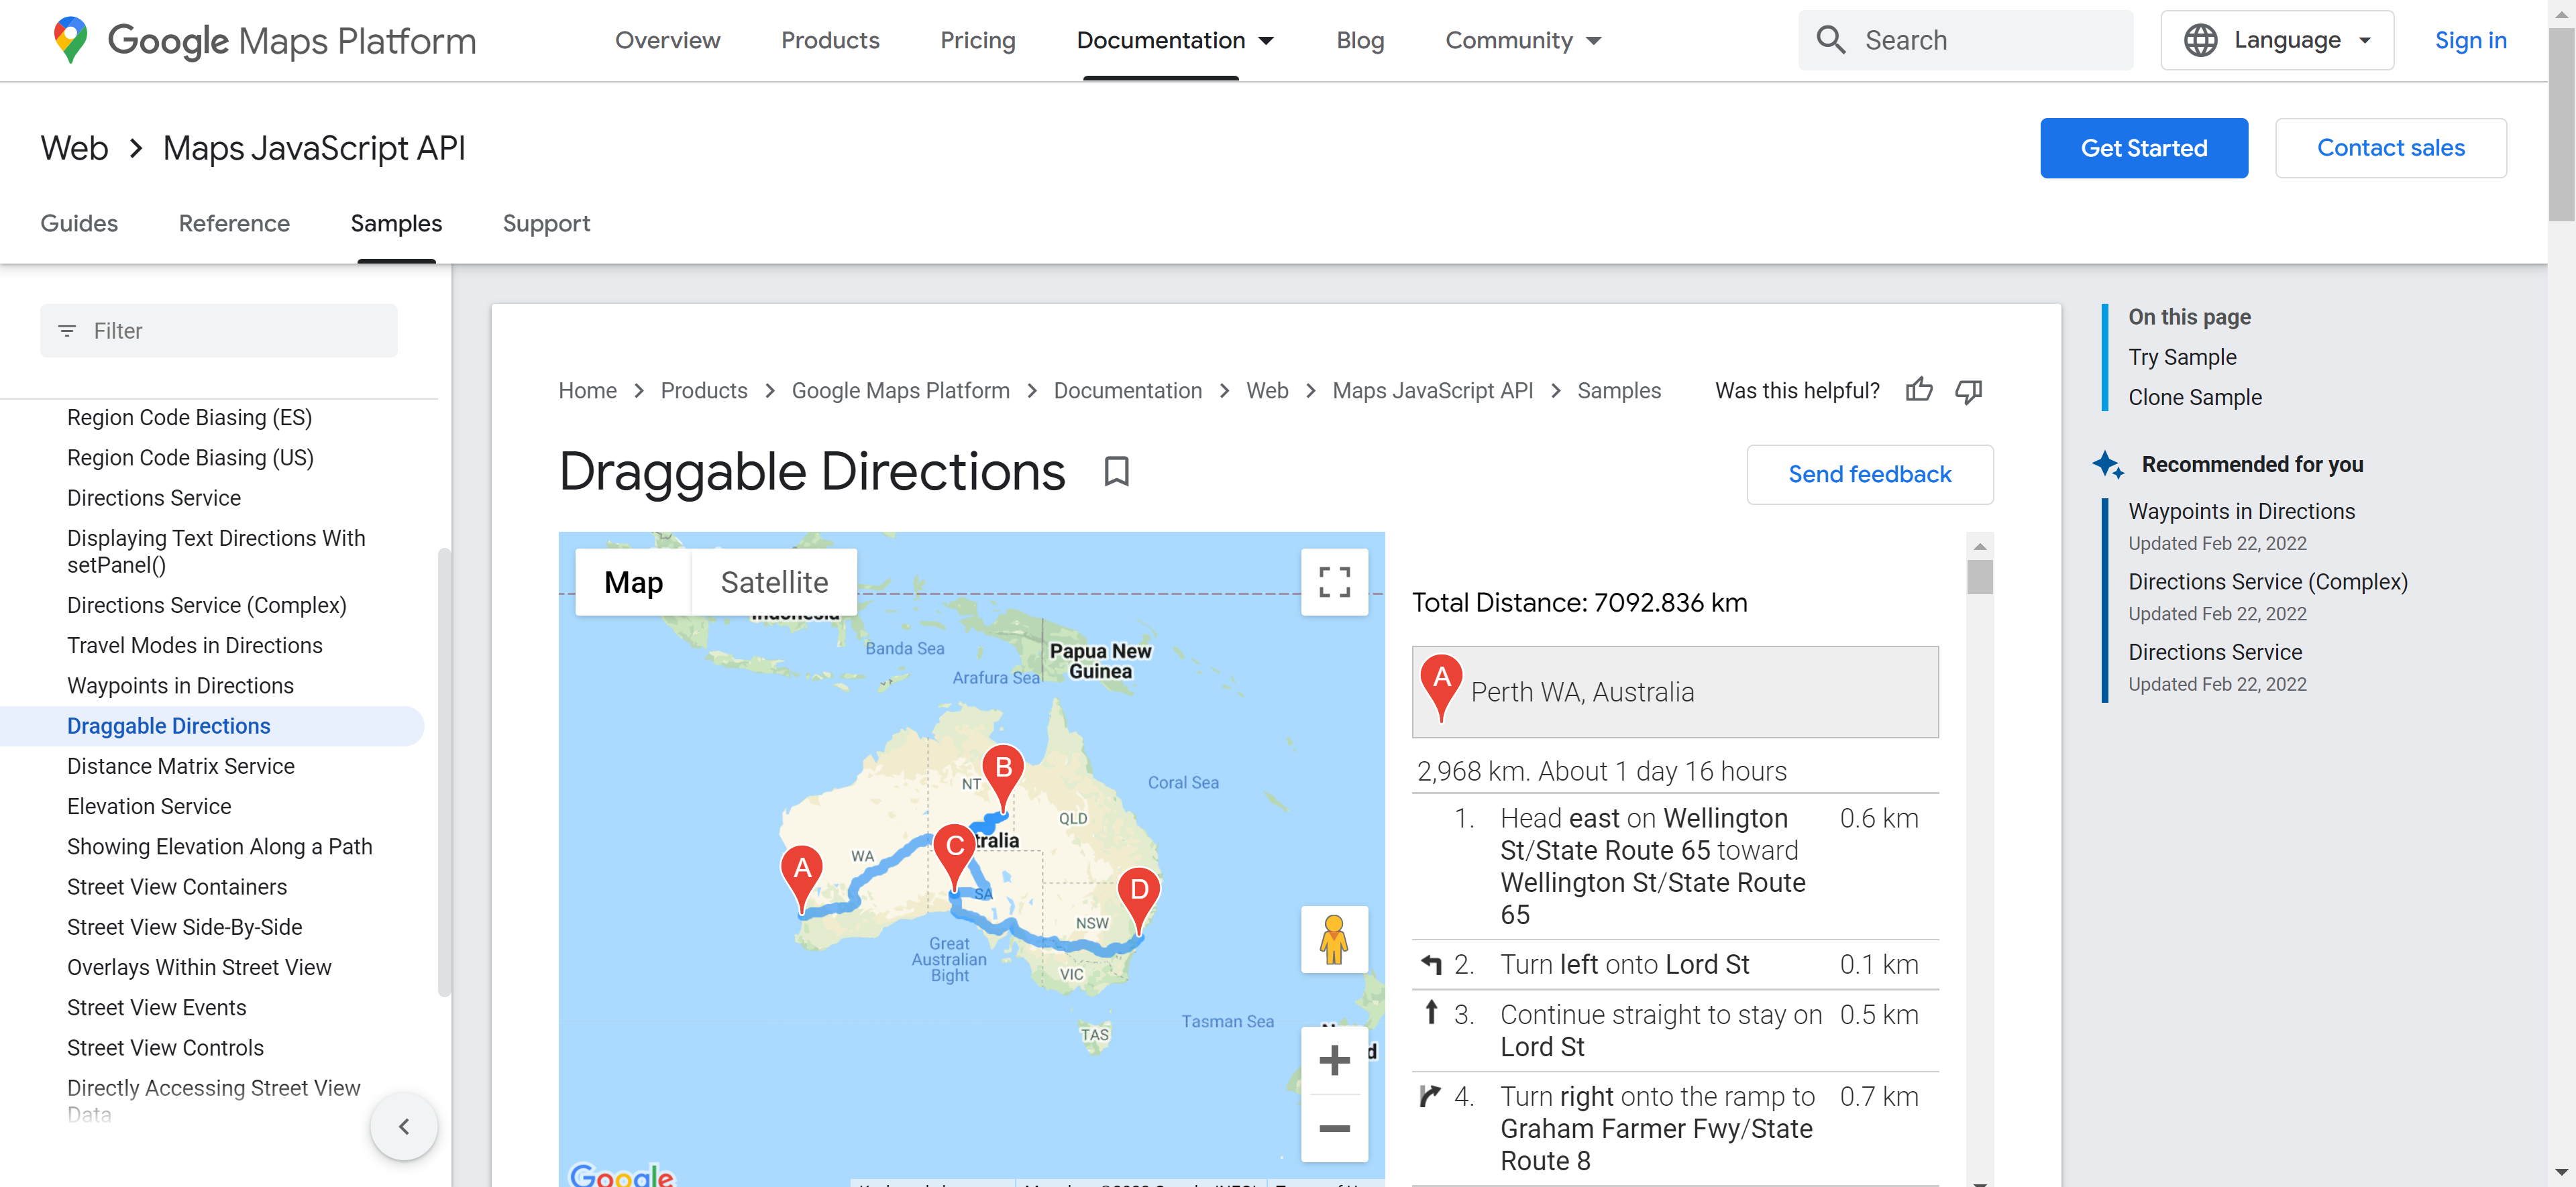 Google Maps Platform
Overview
Products
Pricing
Documentation
Blog
Community
Search
Language
Sign in
Web
Maps JavaScript API
Get Started
Contact sales
Guides
Reference
Samples
Support
Filter
Region Code Biasing (ES)
Region Code Biasing (US)
Directions Service
Displaying Text Directions With
setPanel()
Directions Service (Complex)
Travel Modes in Directions
Waypoints in Directions
Draggable Directions
Distance Matrix Service
Elevation Service
Showing Elevation Along a Path
Street View Containers
Street View Side-By-Side
Overlays Within Street View
Street View Events
Street View Controls
Directly Accessing Street View
Data
Home
Products
Google Maps Platform
Documentation
Web
Maps JavaScript API
Samples
Was this helpful?
Draggable Directions
Send feedback
Map
Satellite
Indonesia
Banda Sea
Arafura Sea
Papua New
Guinea
Coral Sea
NT
QLD
tralia
WA
SA
NSW
VIC
TAS
Great
Australian
Bight
Tasman Sea
A
B
C
D
Google
Total Distance: 7092.836 km
A
Perth WA, Australia
2,968 km. About 1 day 16 hours
1. Head east on Wellington 0.6 km
St/State Route 65 toward
Wellington St/State Route
65
2. Turn left onto Lord St 0.1 km
3. Continue straight to stay on 0.5 km
Lord St
4. Turn right onto the ramp to 0.7 km
Graham Farmer Fwy/State
Route 8
On this page
Try Sample
Clone Sample
Recommended for you
Waypoints in Directions
Updated Feb 22, 2022
Directions Service (Complex)
Updated Feb 22, 2022
Directions Service
Updated Feb 22, 2022